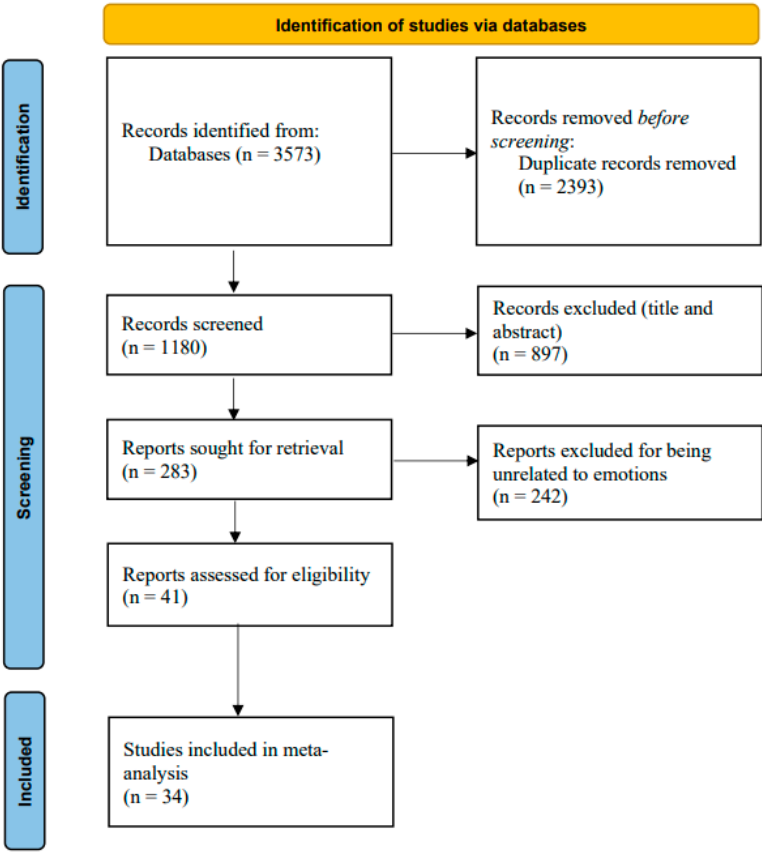 Identification of studies via databases
Identification
Records identified from:
Databases (n = 3573)
Records removed before
screening:
Duplicate records removed
(n = 2393)
Screening
Records screened
(n = 1180)
Records excluded (title and
abstract)
(n = 897)
Reports sought for retrieval
(n = 283)
Reports excluded for being
unrelated to emotions
(n = 242)
Reports assessed for eligibility
(n = 41)
Included
Studies included in meta-
analysis
(n = 34)